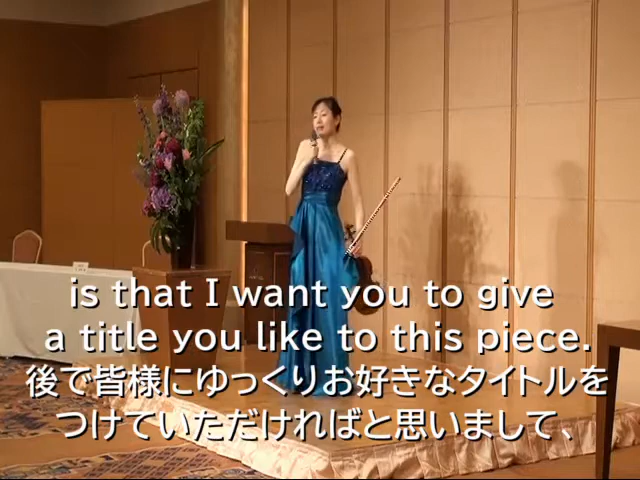 is that I want you to give
a title you like to this piece.
後で皆様にゆっくりお好きなタイトルを
つけていただければと思いまして、